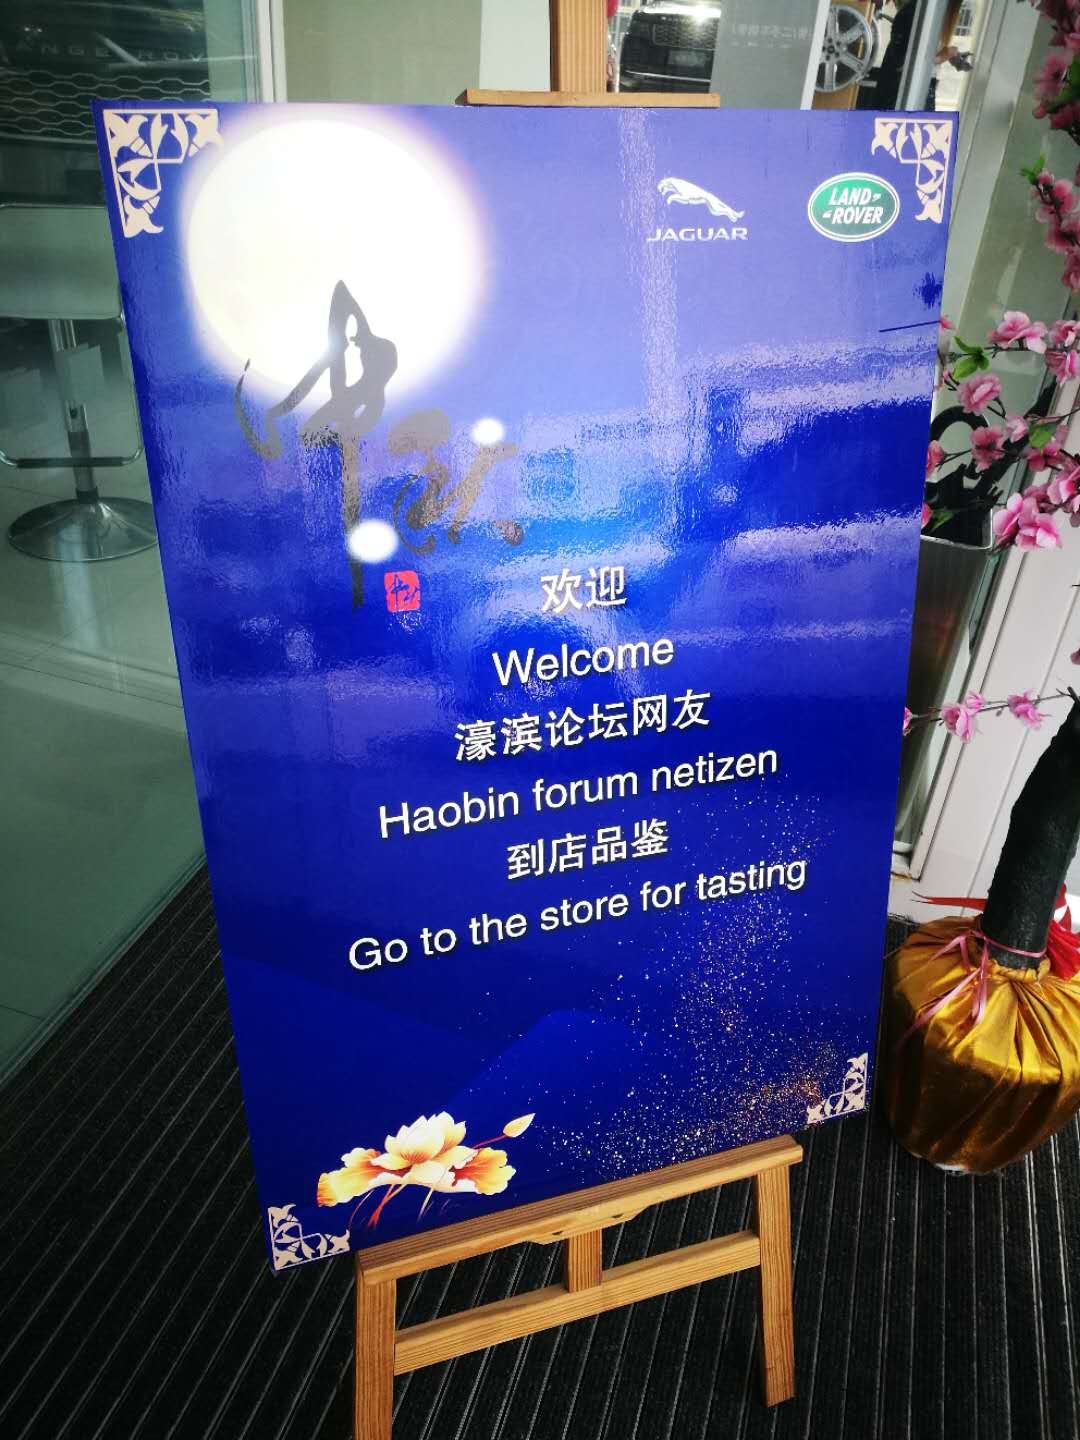 JAGUAR
LAND
ROVER
中秋
欢迎
Welcome
濠滨论坛网友
Haobin forum netizen
到店品鉴
Go to the store for tasting